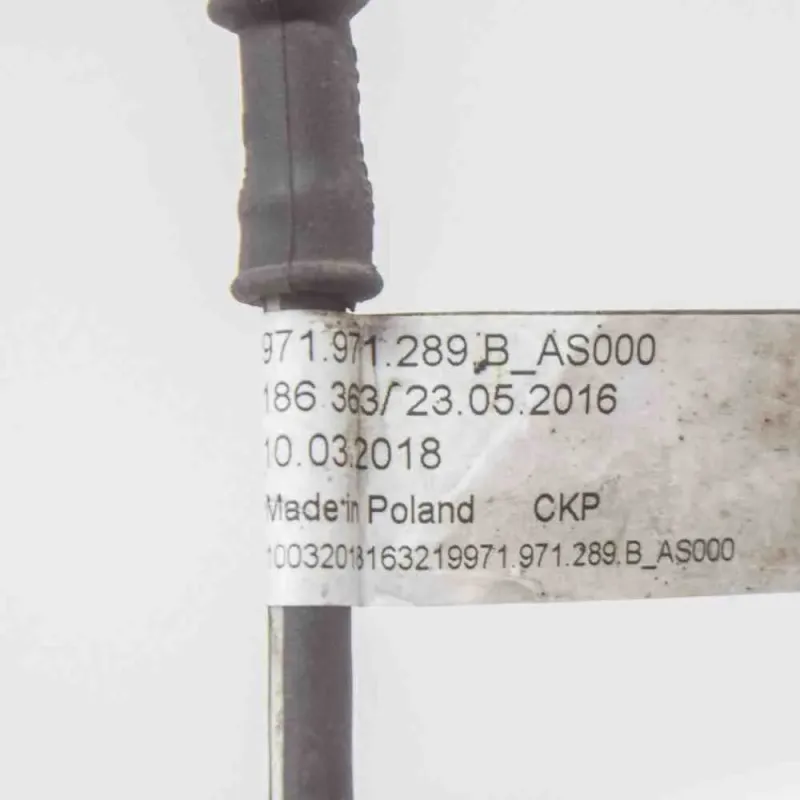 971.971.289.B_AS000
186 363/ 23.05.2016
10.03.2018
Made in Poland CKP
10032018163219971.971.289.B_AS000